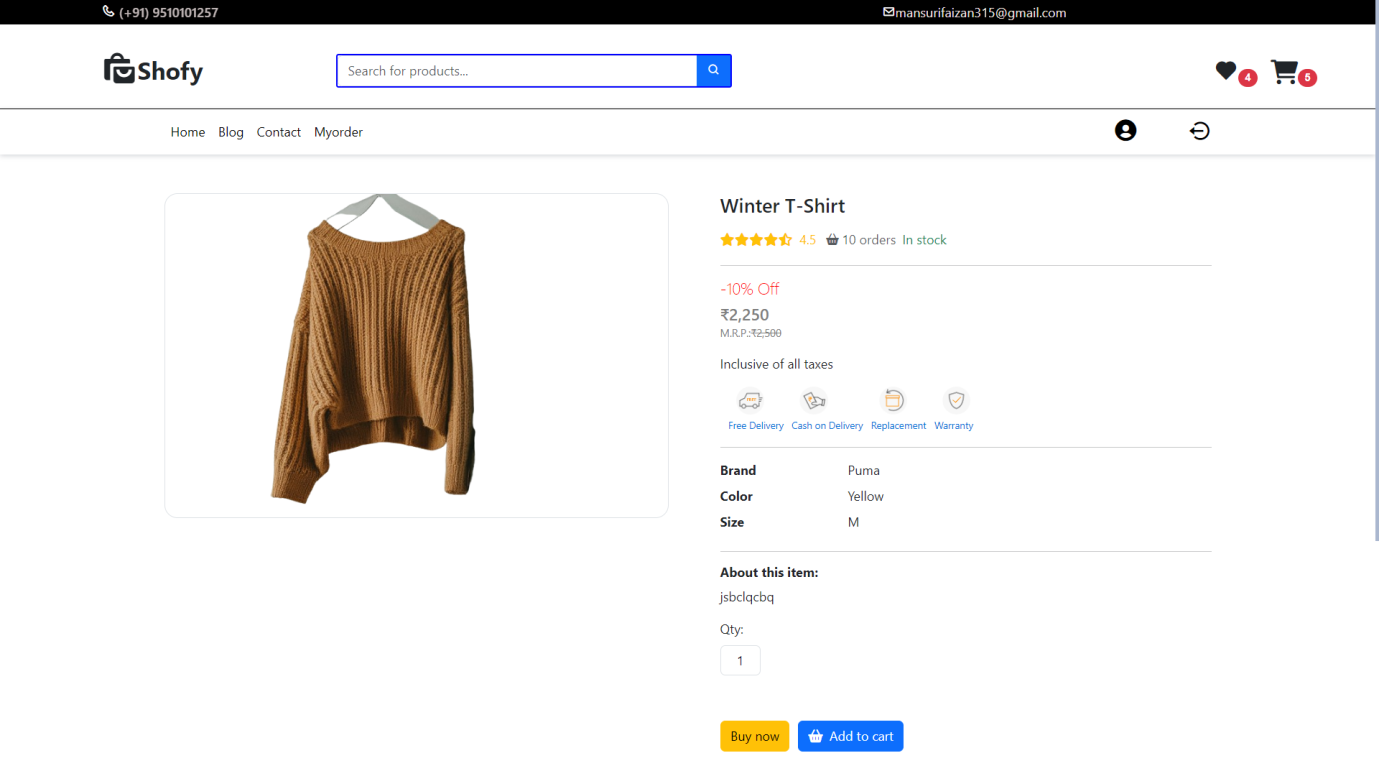 (+91) 9510101257
mansurifaizan315@gmail.com
Shofy
Search for products...
4
5
Home Blog Contact Myorder
Winter T-Shirt
4.5 10 orders In stock
-10% Off
₹2,250
M.R.P.:₹2,500
Inclusive of all taxes
Free Delivery Cash on Delivery Replacement Warranty
Brand Puma
Color Yellow
Size M
About this item:
jsbclqcbq
Qty:
1
Buy now Add to cart